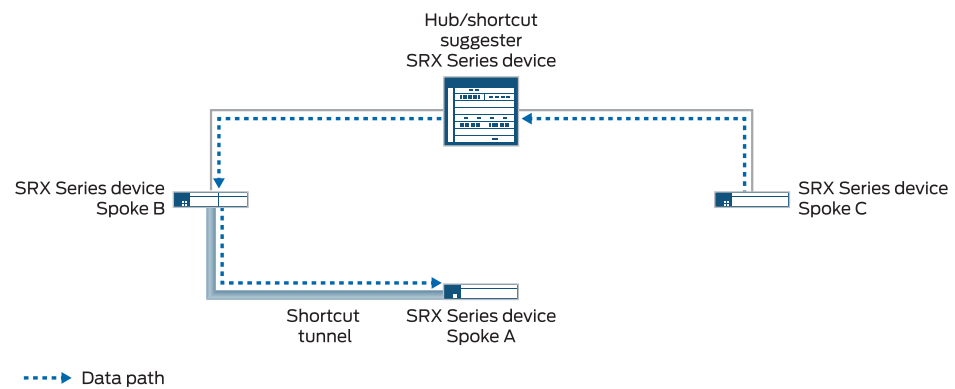 Hub/shortcut
suggester
SRX Series device
SRX Series device
Spoke B
SRX Series device
Spoke C
Shortcut
tunnel
SRX Series device
Spoke A
Data path